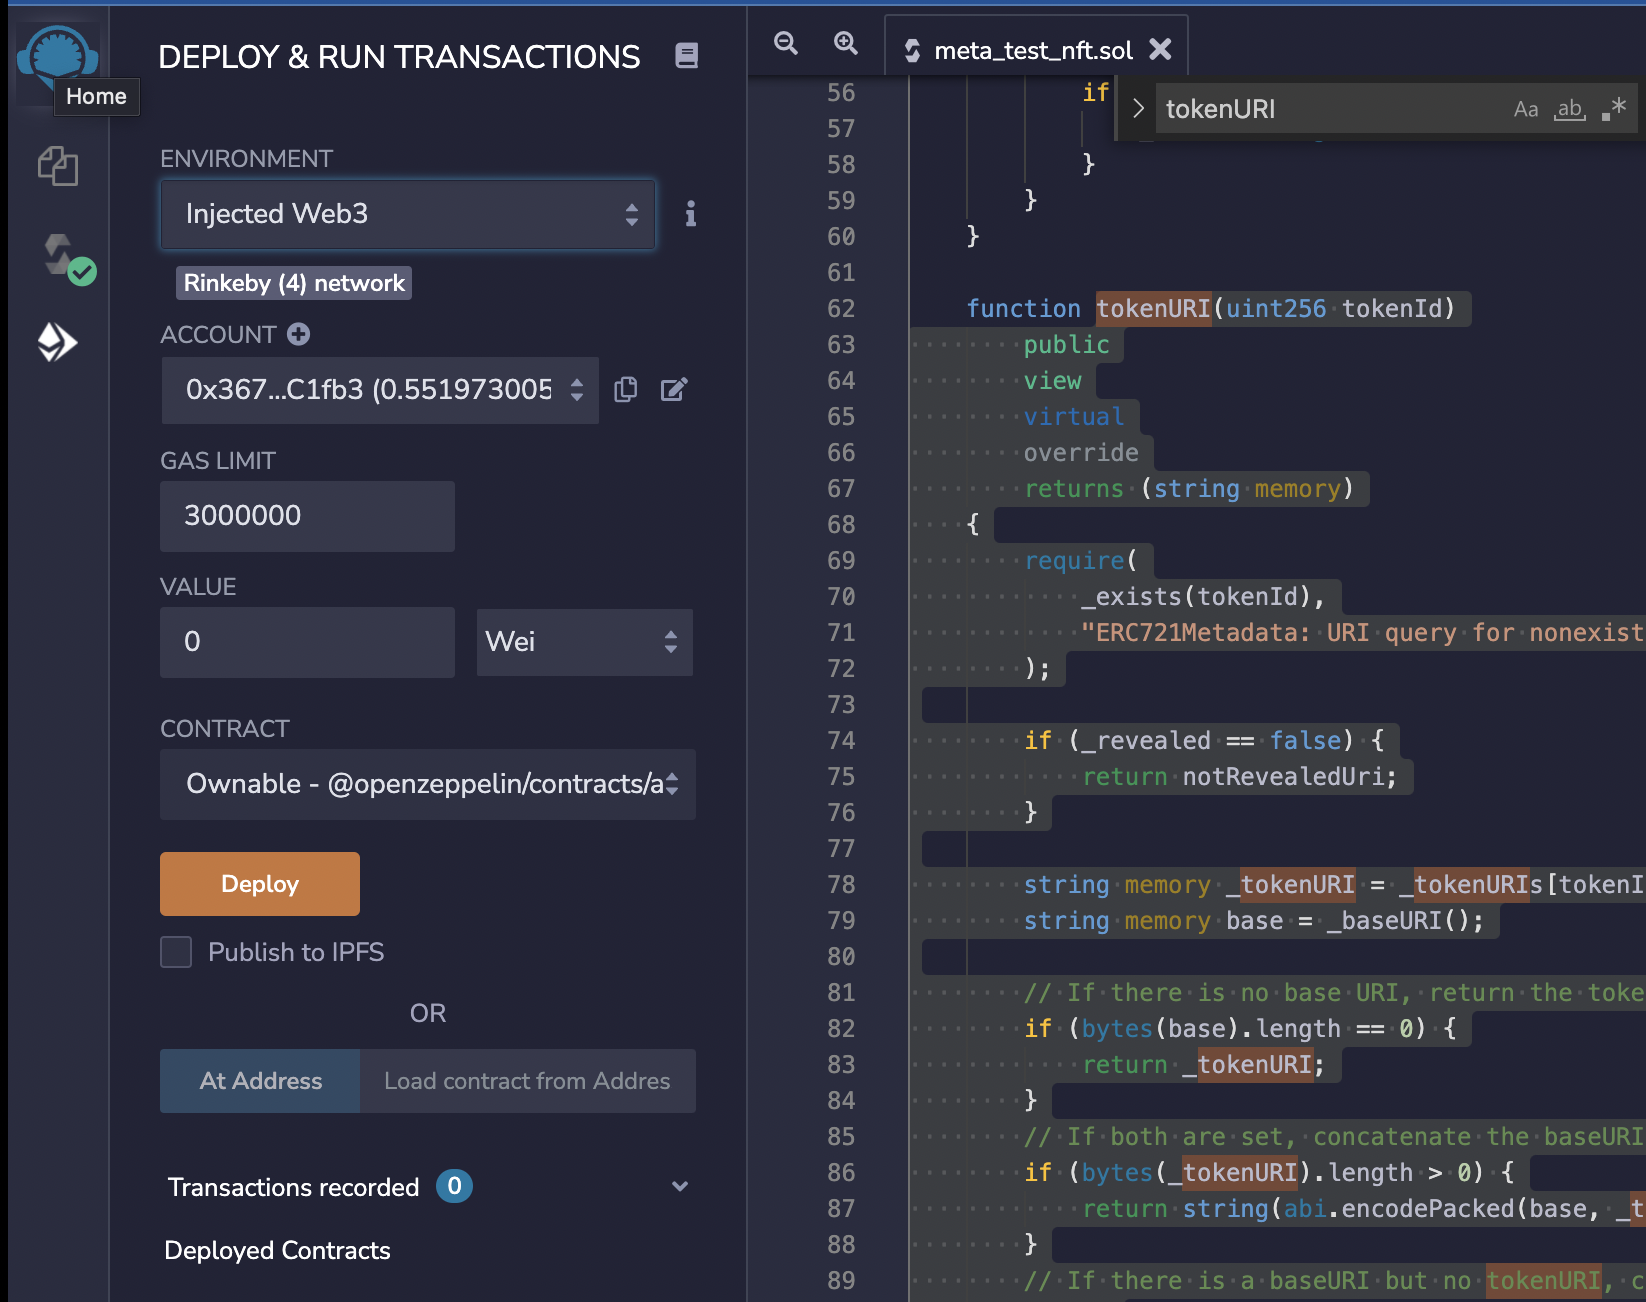 DEPLOY & RUN TRANSACTIONS
Home
ENVIRONMENT
Injected Web3
Rinkeby (4) network
ACCOUNT
0x367...C1fb3 (0.551973005
GAS LIMIT
3000000
VALUE
0
Wei
CONTRACT
Ownable - @openzeppelin/contracts/a
Deploy
Publish to IPFS
OR
At Address
Load contract from Addres
Transactions recorded 0
Deployed Contracts
meta_test_nft.sol
tokenURI
Aa ab .*
56 if
57
58 }
59 }
60 }
61
62 function tokenURI(uint256 tokenId)
63 public
64 view
65 virtual
66 override
67 returns (string memory)
68 {
69 require(
70 _exists(tokenId),
71 "ERC721Metadata: URI query for nonexist
72 );
73
74 if (_revealed == false) {
75 return notRevealedUri;
76 }
77
78 string memory _tokenURI = _tokenURIs[tokenI
79 string memory base = _baseURI();
80
81 // If there is no base URI, return the toke
82 if (bytes(base).length == 0) {
83 return _tokenURI;
84 }
85 // If both are set, concatenate the baseURI
86 if (bytes(_tokenURI).length > 0) {
87 return string(abi.encodePacked(base, _t
88 }
89 // If there is a baseURI but no tokenURI, c